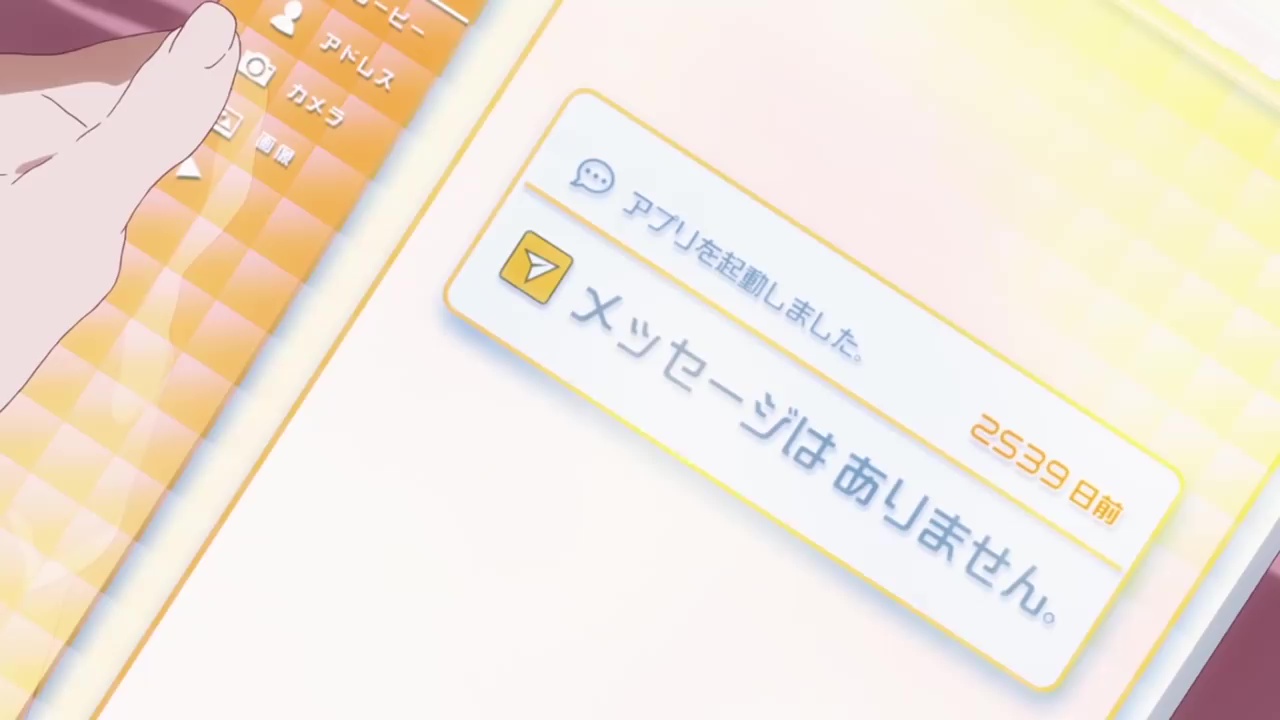 アドレス
カメラ
画像
アプリを起動しました。
2539日前
メッセージは ありません。